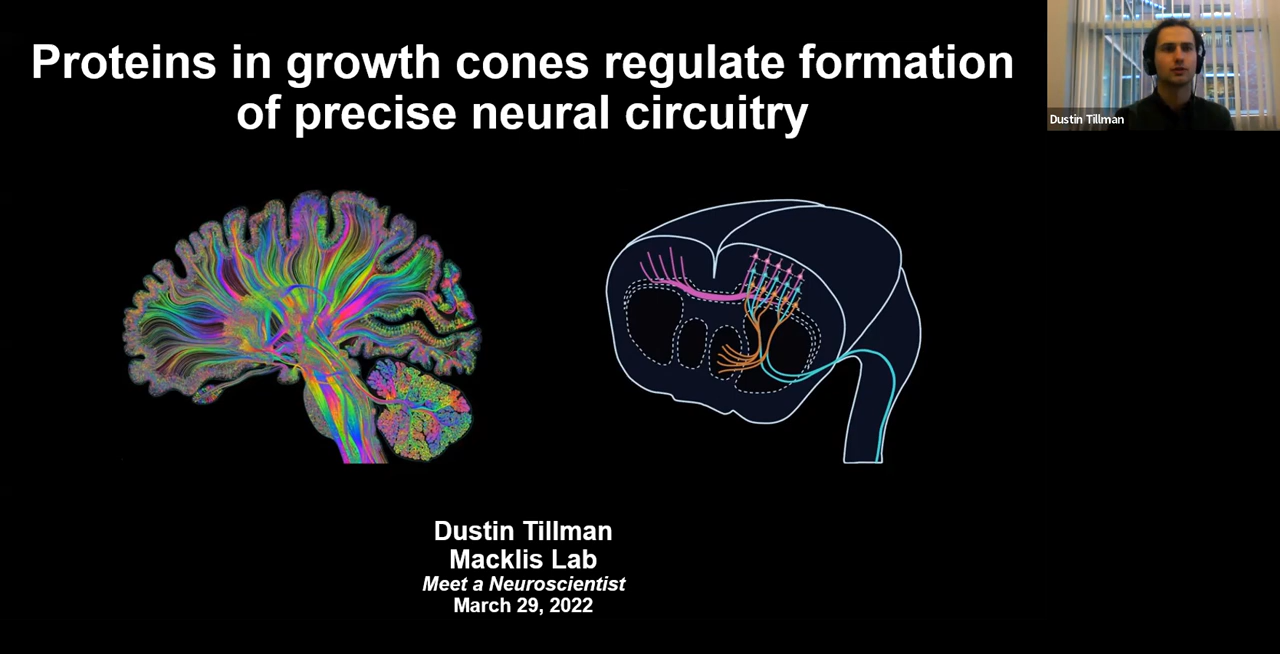 Proteins in growth cones regulate formation
of precise neural circuitry
Dustin Tillman
Dustin Tillman
Macklis Lab
Meet a Neuroscientist
March 29, 2022